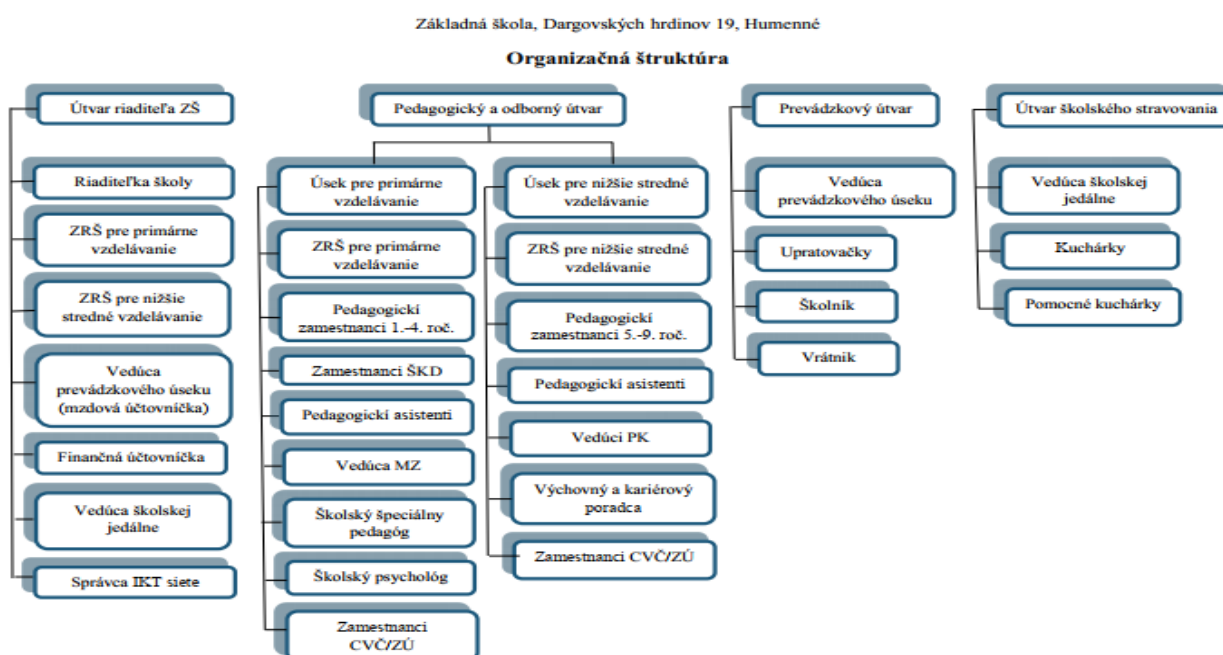 Základná škola, Dargovských hrdinov 19, Humenné
Organizačná štruktúra
Útvar riaditeľa ZŠ
Riaditeľka školy
ZRŠ pre primárne
vzdelávanie
ZRŠ pre nižšie
stredné vzdelávanie
Vedúca
prevádzkového úseku
(mzdová účtovníčka)
Finančná účtovníčka
Vedúca školskej
jedálne
Správca IKT siete
Pedagogický a odborný útvar
Úsek pre primárne
vzdelávanie
ZRŠ pre primárne
vzdelávanie
Pedagogickí
zamestnanci 1.-4. roč.
Zamestnanci ŠKD
Pedagogickí asistenti
Vedúca MZ
Školský špeciálny
pedagóg
Školský psychológ
Zamestnanci
CVČ/ZÚ
Úsek pre nižšie stredné
vzdelávanie
ZRŠ pre nižšie stredné
vzdelávanie
Pedagogickí
zamestnanci 5.-9. roč.
Pedagogickí asistenti
Vedúci PK
Výchovný a kariérový
poradca
Zamestnanci CVČ/ZÚ
Prevádzkový útvar
Vedúca
prevádzkového úseku
Upratovačky
Školník
Vrátnik
Útvar školského stravovania
Vedúca školskej
jedálne
Kuchárky
Pomocné kuchárky